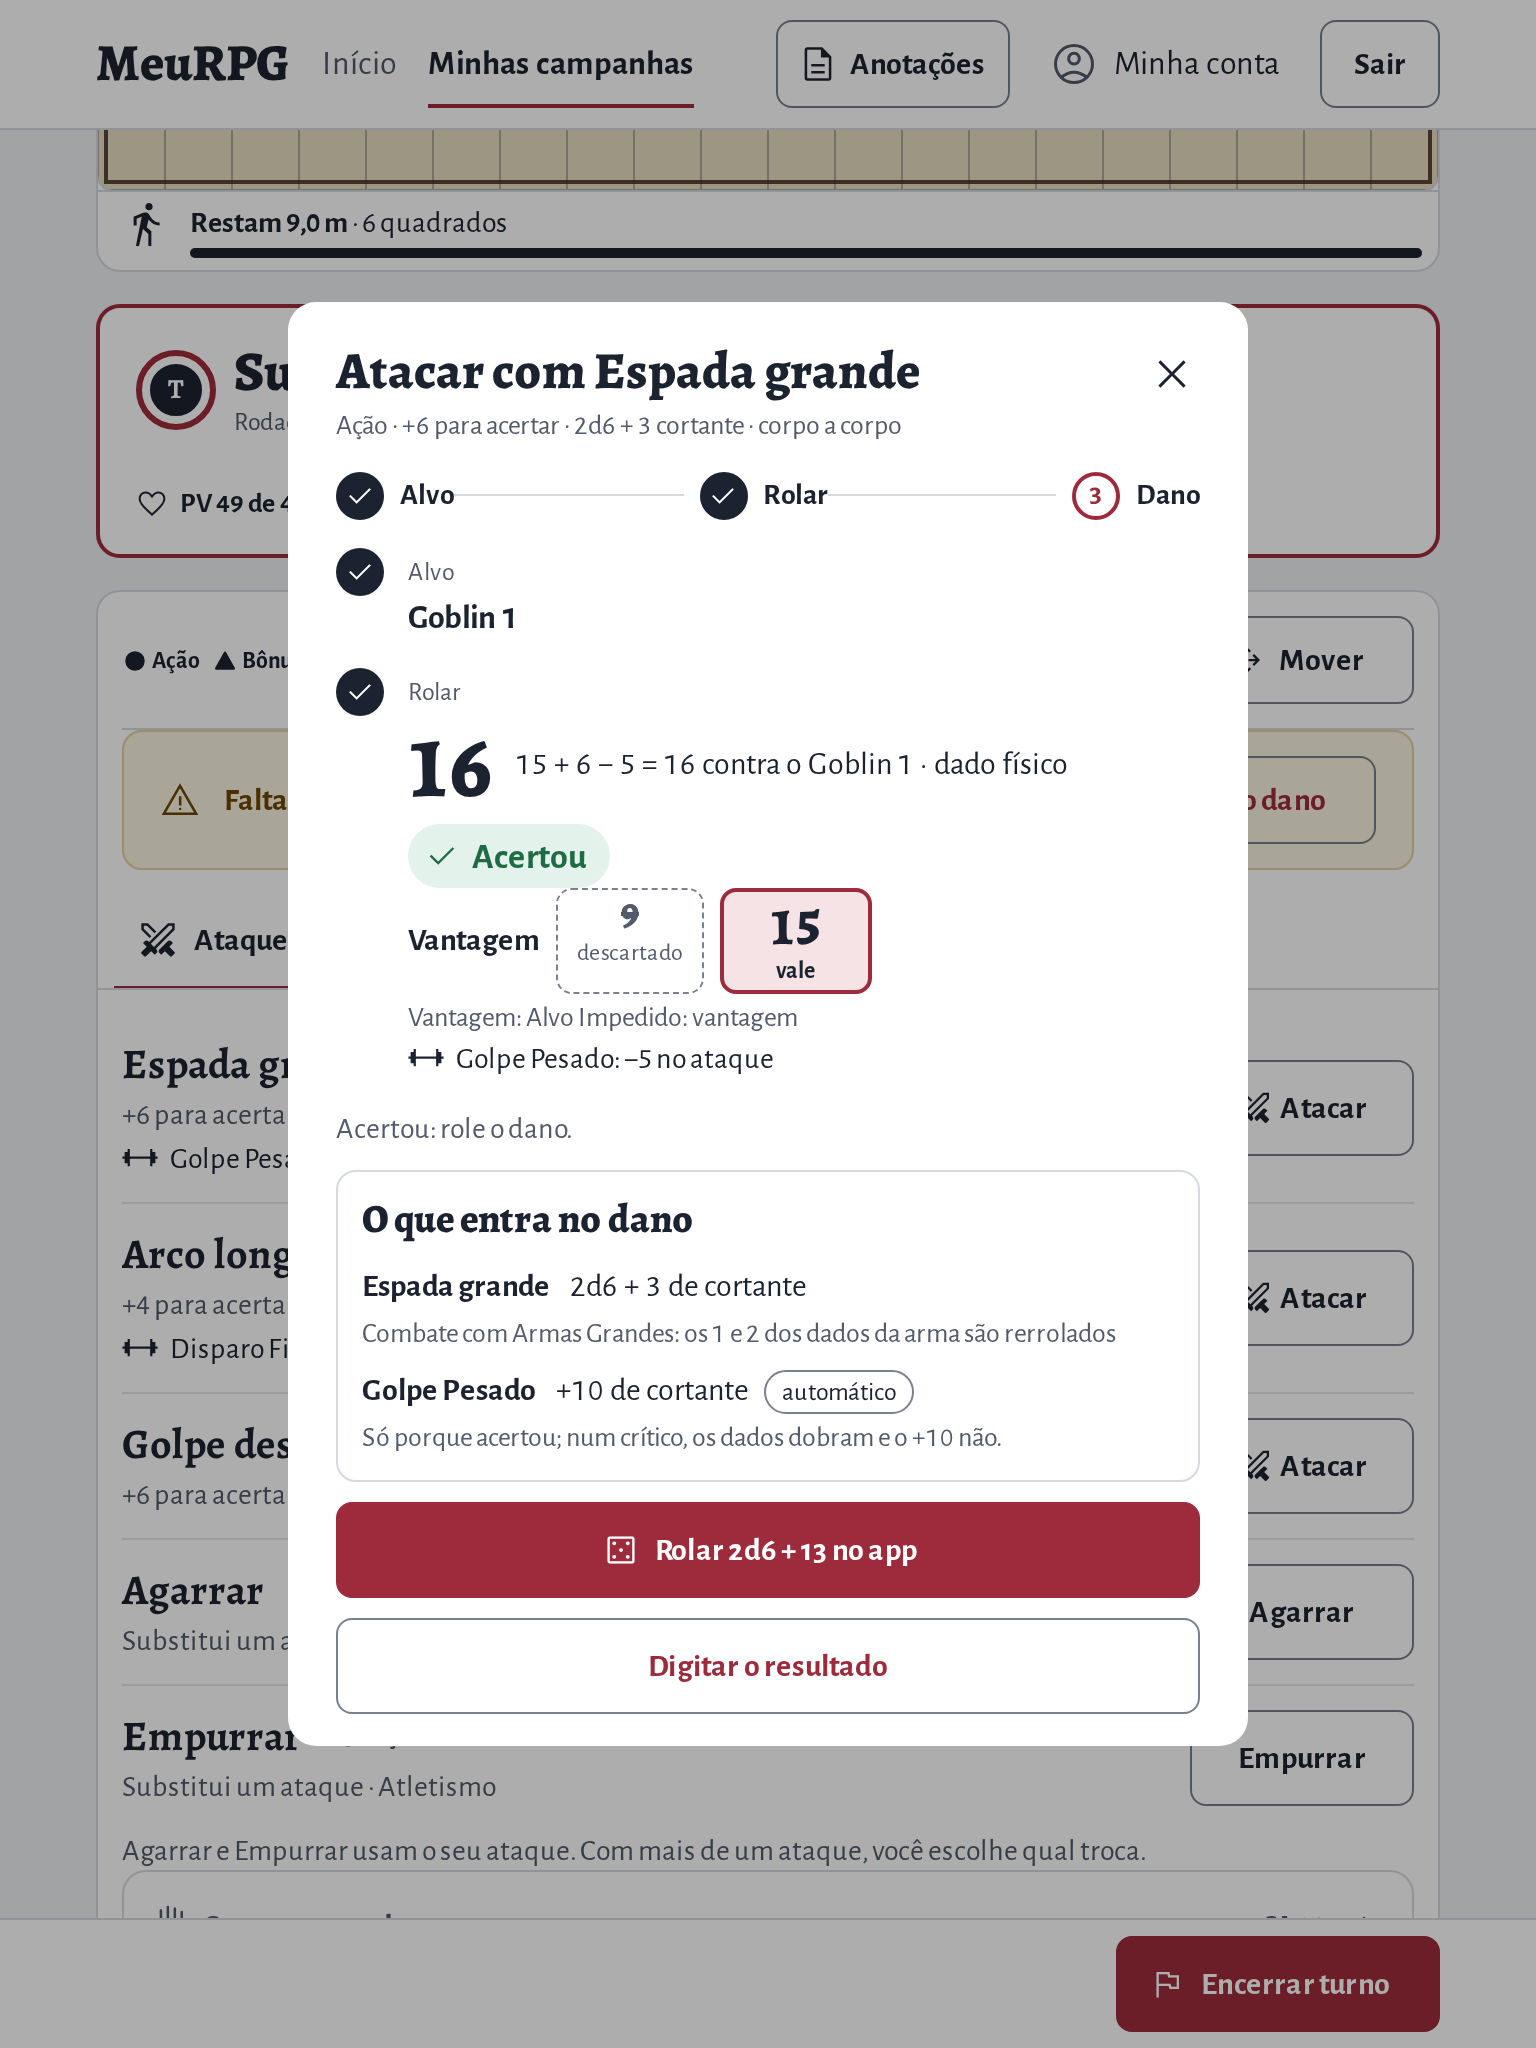 MeuRPG Início Minhas campanhas Anotações Minha conta Sair
Restam 9,0 m · 6 quadrados
T
PV 49 de
Ação Bônu
Mover
Falta
o dano
Ataque
Espada
+6 para acerta
Golpe
Atacar
Arco long
+4 para acerta
Disparo
Atacar
Golpe des
+6 para acerta
Atacar
Agarrar
Substitui um
Agarrar
Empurrar
Substitui um ataque · Atletismo
Empurrar
Agarrar e Empurrar usam o seu ataque. Com mais de um ataque, você escolhe qual troca.
Encerrar turno
Atacar com Espada grande
Ação · +6 para acertar · 2d6 + 3 cortante · corpo a corpo
Alvo Rolar 3 Dano
Alvo
Goblin 1
Rolar
16 15 + 6 − 5 = 16 contra o Goblin 1 · dado físico
Acertou
Vantagem 9 descartado 15 vale
Vantagem: Alvo Impedido: vantagem
Golpe Pesado: −5 no ataque
Acertou: role o dano.
O que entra no dano
Espada grande 2d6 + 3 de cortante
Combate com Armas Grandes: os 1 e 2 dos dados da arma são rerrolados
Golpe Pesado +10 de cortante automático
Só porque acertou; num crítico, os dados dobram e o +10 não.
Rolar 2d6 + 13 no app
Digitar o resultado